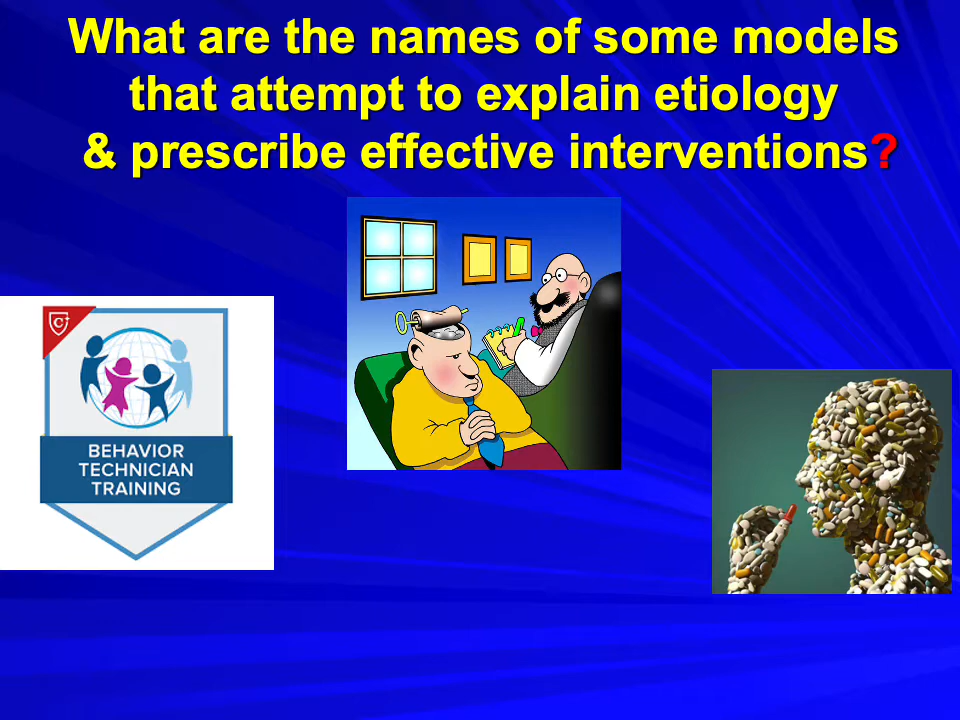 What are the names of some models
that attempt to explain etiology
& prescribe effective interventions?
C
BEHAVIOR
TECHNICIAN
TRAINING